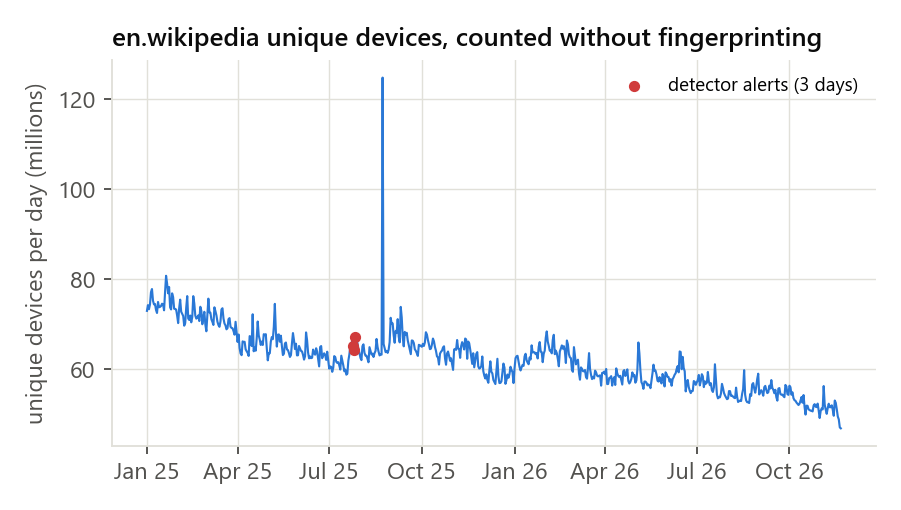 en.wikipedia unique devices, counted without fingerprinting
detector alerts (3 days)
unique devices per day (millions)
120
100
80
60
Jan 25 Apr 25 Jul 25 Oct 25 Jan 26 Apr 26 Jul 26 Oct 26